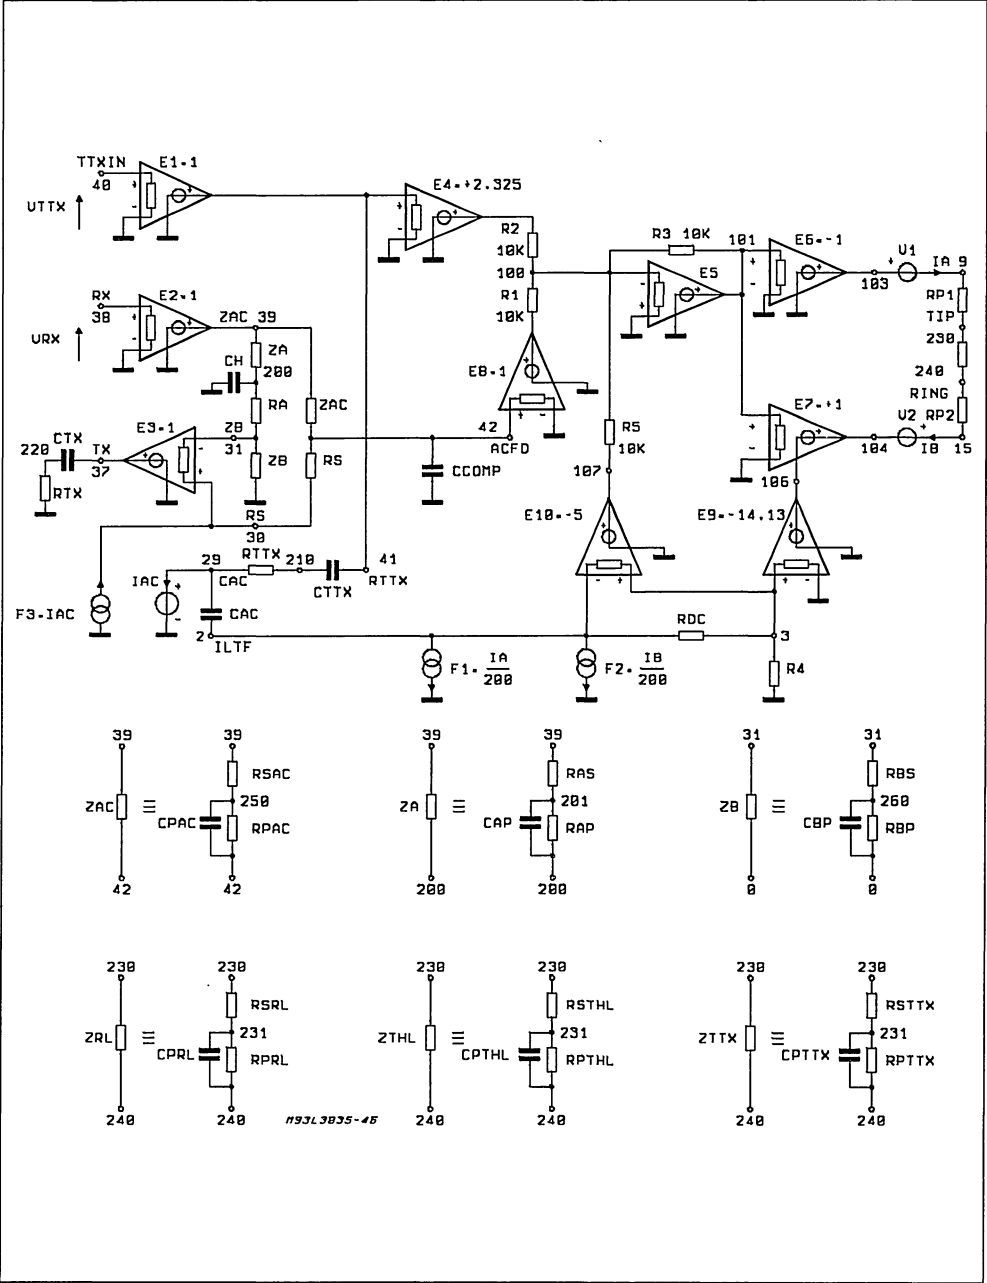 TTXIN
40
E1=1
UTTX
E4=+2.325
R2
10K
100
R1
10K
R3 10K
101
E6=-1
U1
IA 9
103
E5
RP1
TIP
230
240
RING
RP2
RX
38
E2=1
URX
ZAC 39
CH
ZA
200
RA
ZAC
E8=1
42
ACFD
E7=+1
U2
IB
15
104
106
CTX
220
TX
37
RTX
E3=1
ZB
31
ZB
RS
RS
30
CCOMP
R5
10K
107
E10=-5
E9=-14,13
29
RTTX
210
41
CAC
CTTX
RTTX
IAC
F3=IAC
CAC
2
ILTF
RDC
3
R4
F1= IA
200
F2= IB
200
39
39
39
39
31
31
RSAC
RAS
RBS
250
201
260
ZAC
CPAC
RPAC
ZA
CAP
RAP
ZB
CBP
RBP
42
42
200
200
0
0
230
230
230
230
230
230
RSRL
RSTHL
RSTTX
231
231
231
ZRL
CPRL
RPRL
ZTHL
CPTHL
RPTHL
ZTTX
CPTTX
RPTTX
240
240
M93L3035-46
240
240
240
240